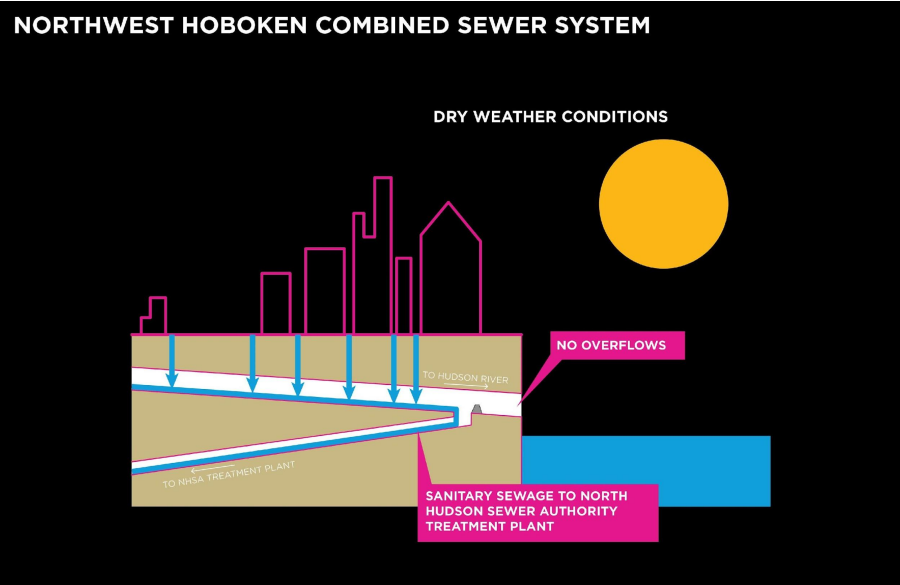 NORTHWEST HOBOKEN COMBINED SEWER SYSTEM
DRY WEATHER CONDITIONS
NO OVERFLOWS
TO HUDSON RIVER
TO NHSA TREATMENT PLANT
SANITARY SEWAGE TO NORTH
HUDSON SEWER AUTHORITY
TREATMENT PLANT